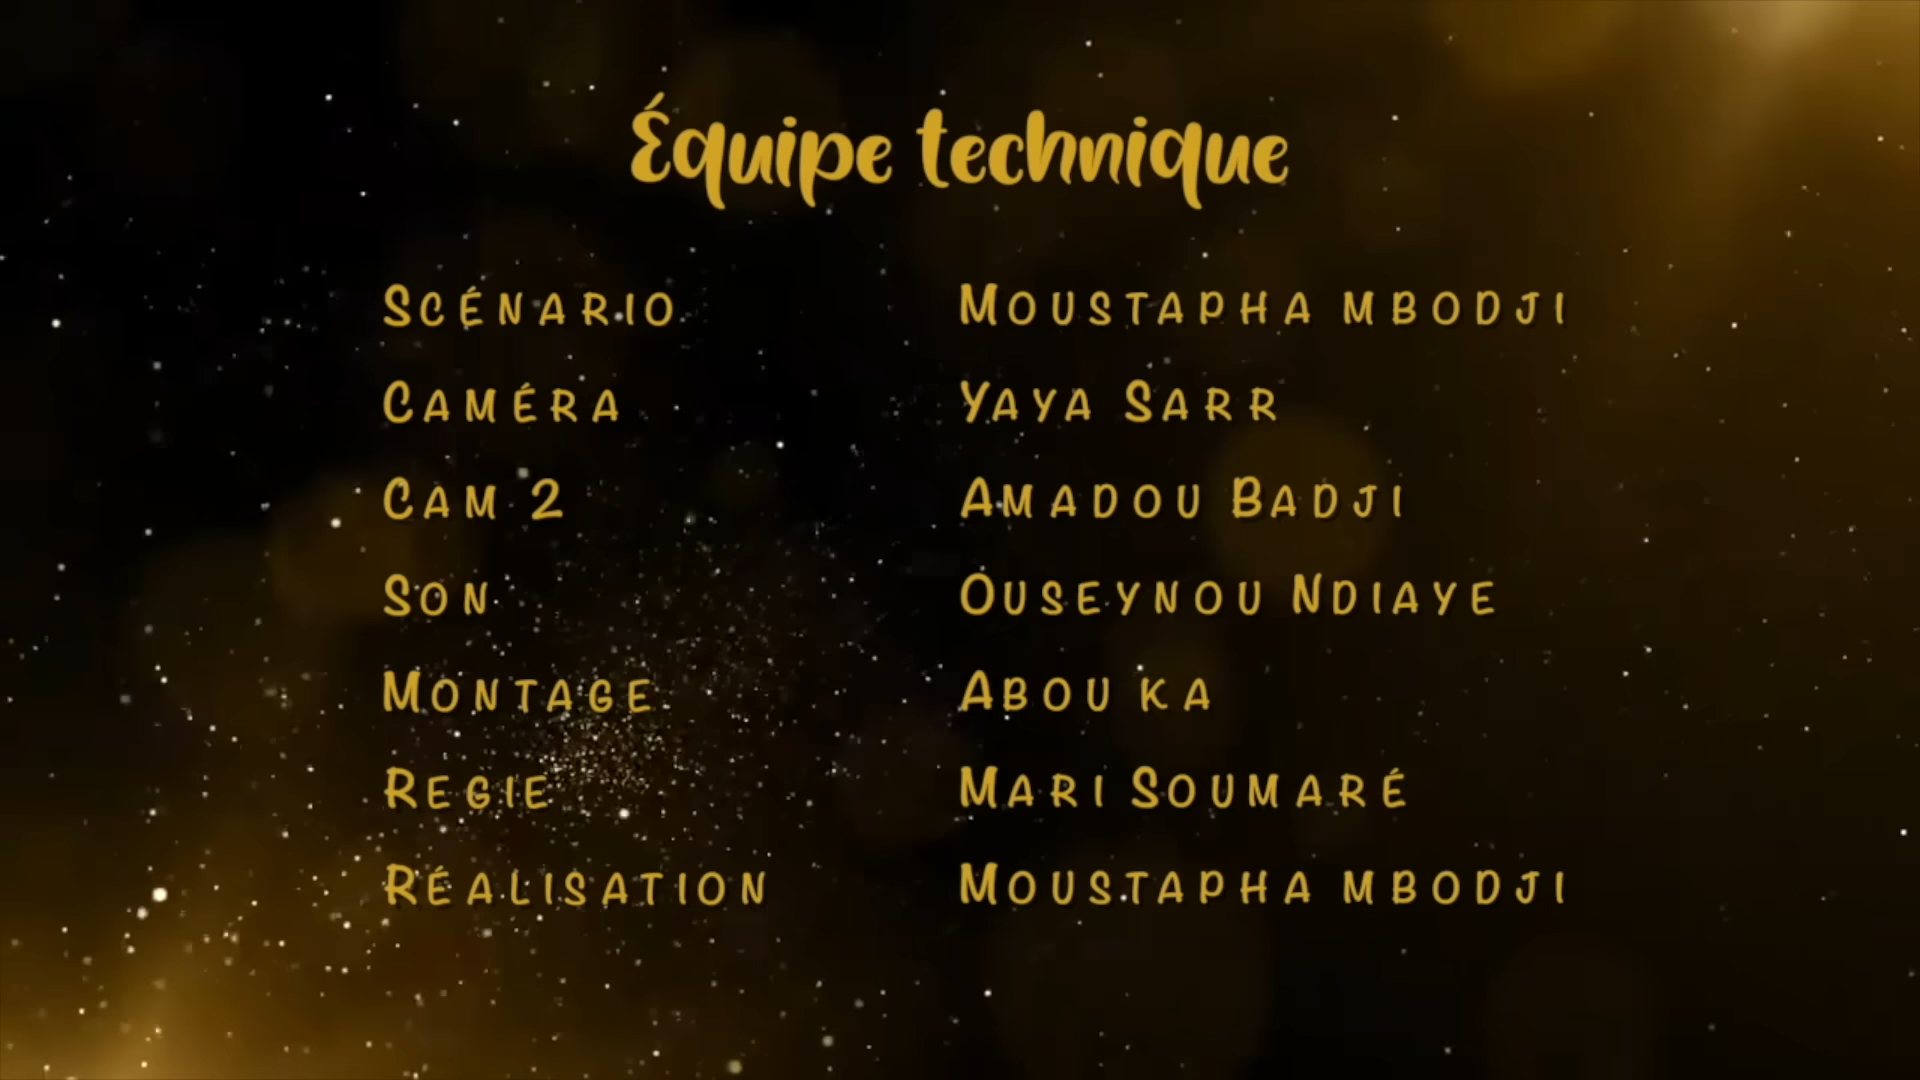 Équipe technique
Scénario Moustapha mbodji
Caméra Yaya Sarr
Cam 2 Amadou Badji
Son Ouseynou Ndiaye
Montage Abou ka
Regie Mari Soumaré
Réalisation Moustapha mbodji